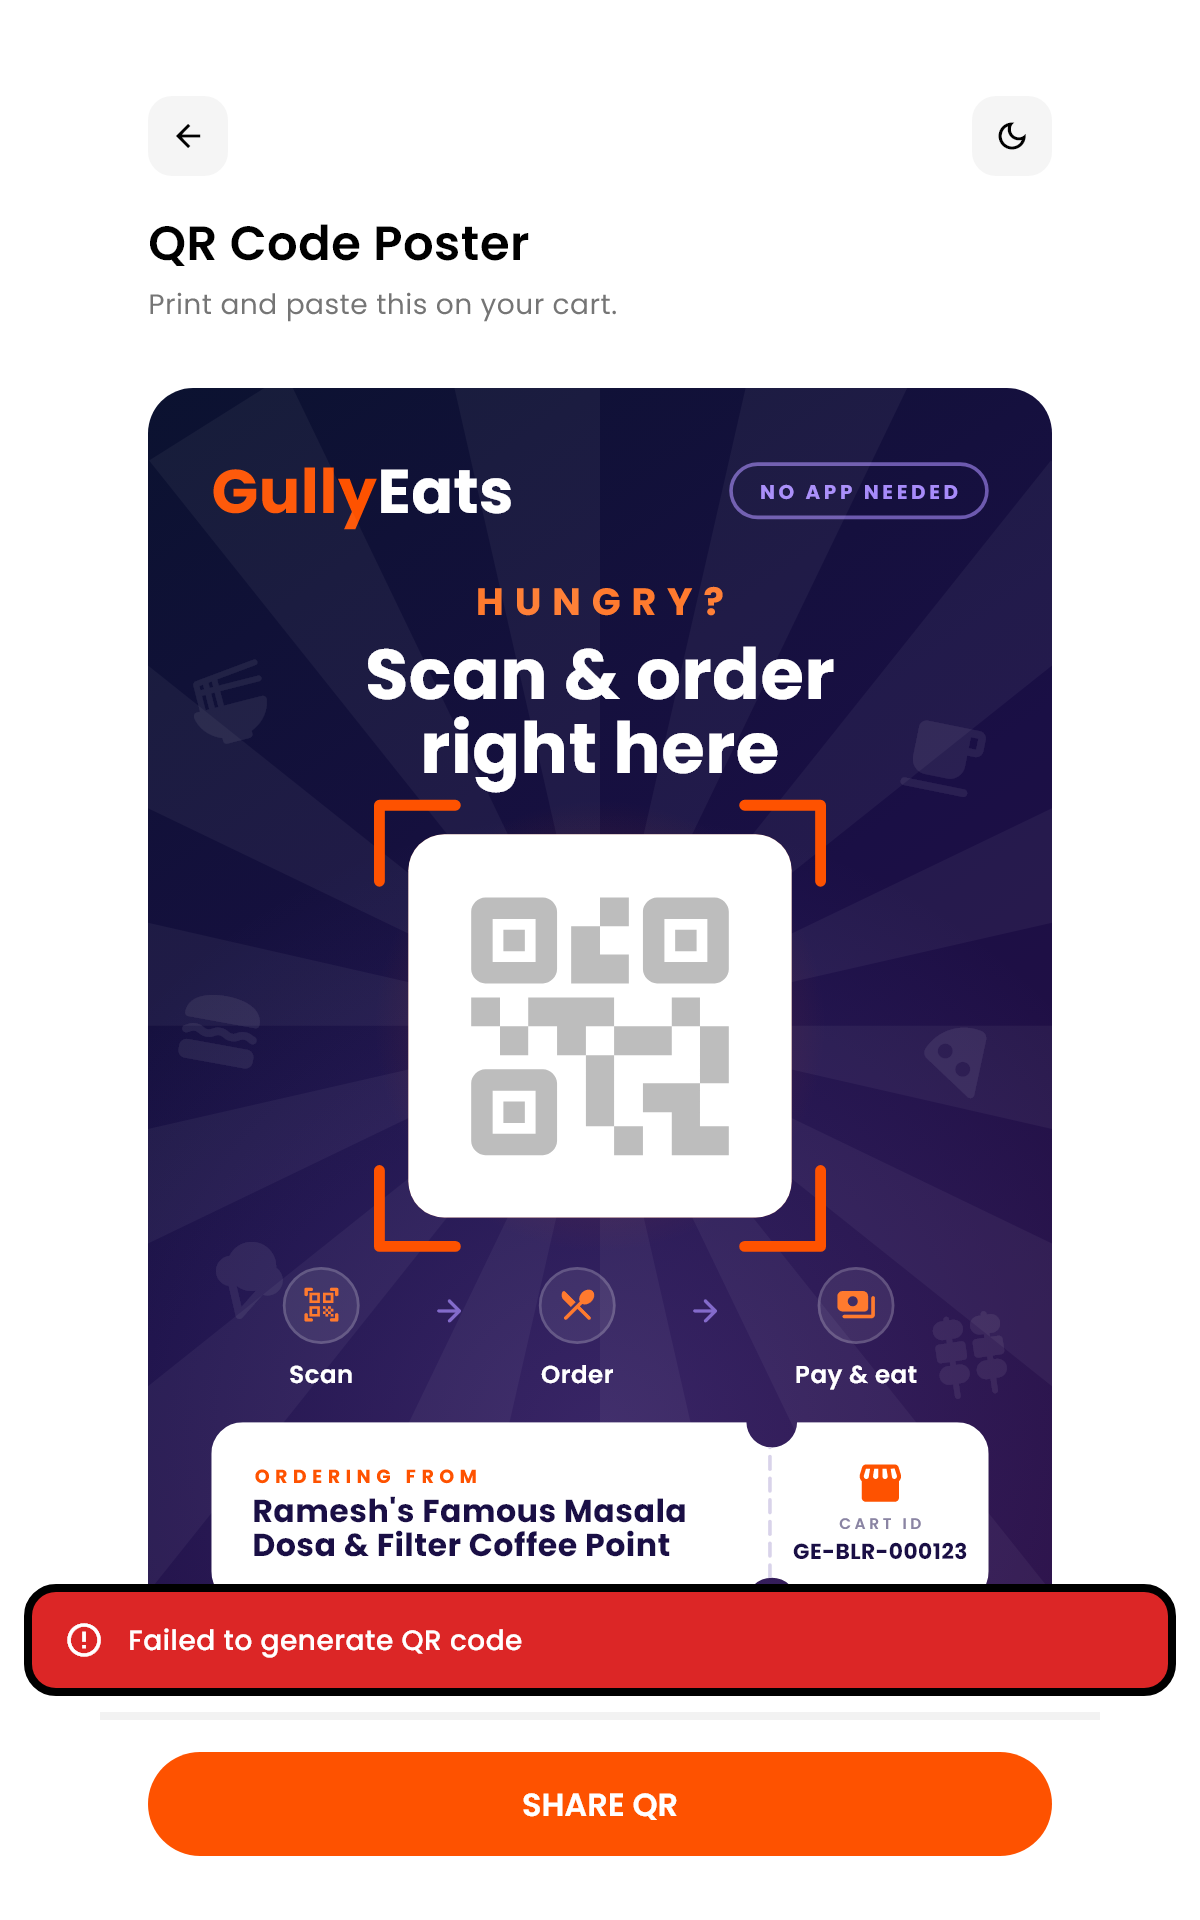 QR Code Poster
Print and paste this on your cart.
GullyEats
NO APP NEEDED
HUNGRY?
Scan & order
right here
Scan
Order
Pay & eat
ORDERING FROM
Ramesh's Famous Masala
Dosa & Filter Coffee Point
CART ID
GE-BLR-000123
Failed to generate QR code
SHARE QR